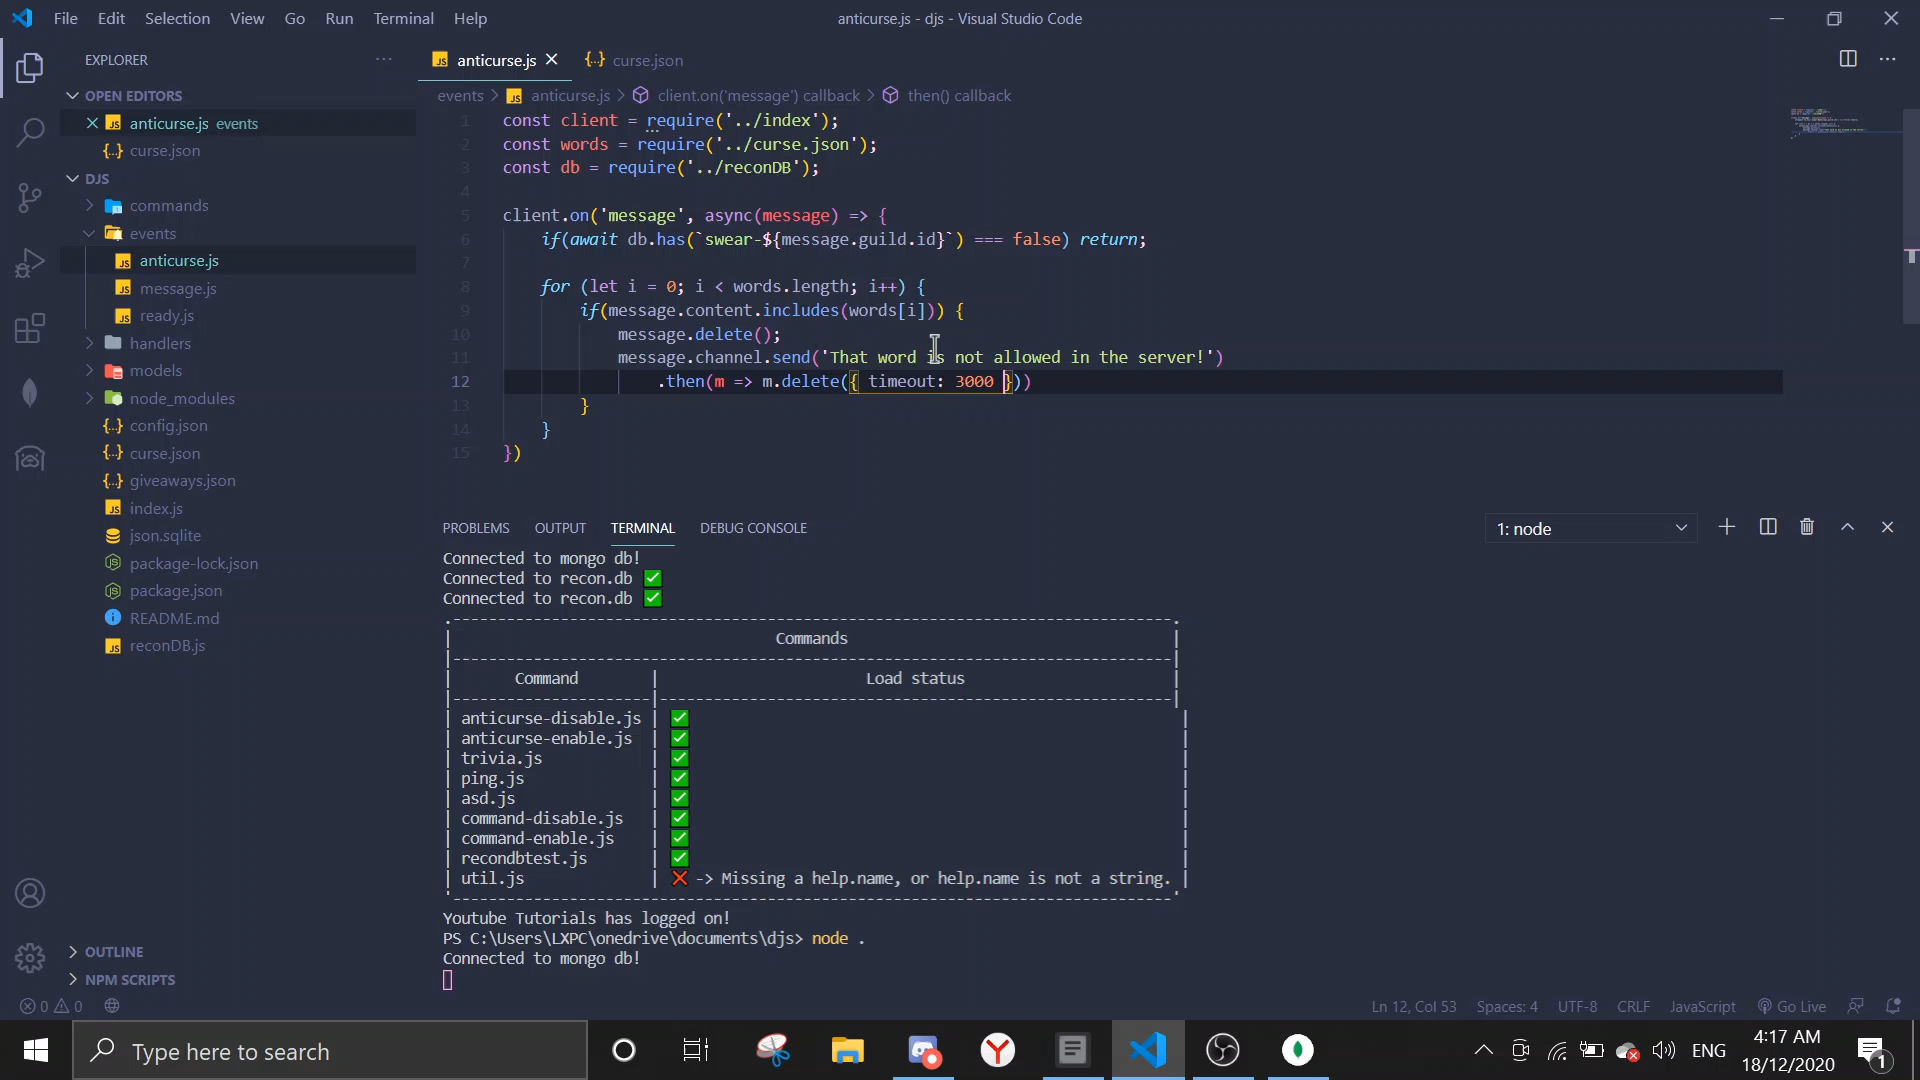 File Edit Selection View Go Run Terminal Help
anticurse.js - djs - Visual Studio Code
EXPLORER
OPEN EDITORS
anticurse.js events
curse.json
DJS
commands
events
anticurse.js
message.js
ready.js
handlers
models
node_modules
config.json
curse.json
giveaways.json
index.js
json.sqlite
package-lock.json
package.json
README.md
reconDB.js
OUTLINE
NPM SCRIPTS
anticurse.js curse.json
events > anticurse.js > client.on('message') callback > then() callback
1 const client = require('../index');
2 const words = require('../curse.json');
3 const db = require('../reconDB');
4
5 client.on('message', async(message) => {
6 if(await db.has(`swear-${message.guild.id}`) === false) return;
7
8 for (let i = 0; i < words.length; i++) {
9 if(message.content.includes(words[i])) {
10 message.delete();
11 message.channel.send('That word is not allowed in the server!')
12 .then(m => m.delete({ timeout: 3000 }))
13 }
14 }
15 })
PROBLEMS OUTPUT TERMINAL DEBUG CONSOLE
1: node
Connected to mongo db!
Connected to recon.db ✅
Connected to recon.db ✅
Commands
Command | Load status
anticurse-disable.js | ✅
anticurse-enable.js | ✅
trivia.js | ✅
ping.js | ✅
asd.js | ✅
command-disable.js | ✅
command-enable.js | ✅
recondbtest.js | ✅
util.js | ❌ -> Missing a help.name, or help.name is not a string.
Youtube Tutorials has logged on!
PS C:\Users\LXPC\onedrive\documents\djs> node .
Connected to mongo db!
0 0
Ln 12, Col 53 Spaces: 4 UTF-8 CRLF JavaScript Go Live
Type here to search
ENG
4:17 AM
18/12/2020
1